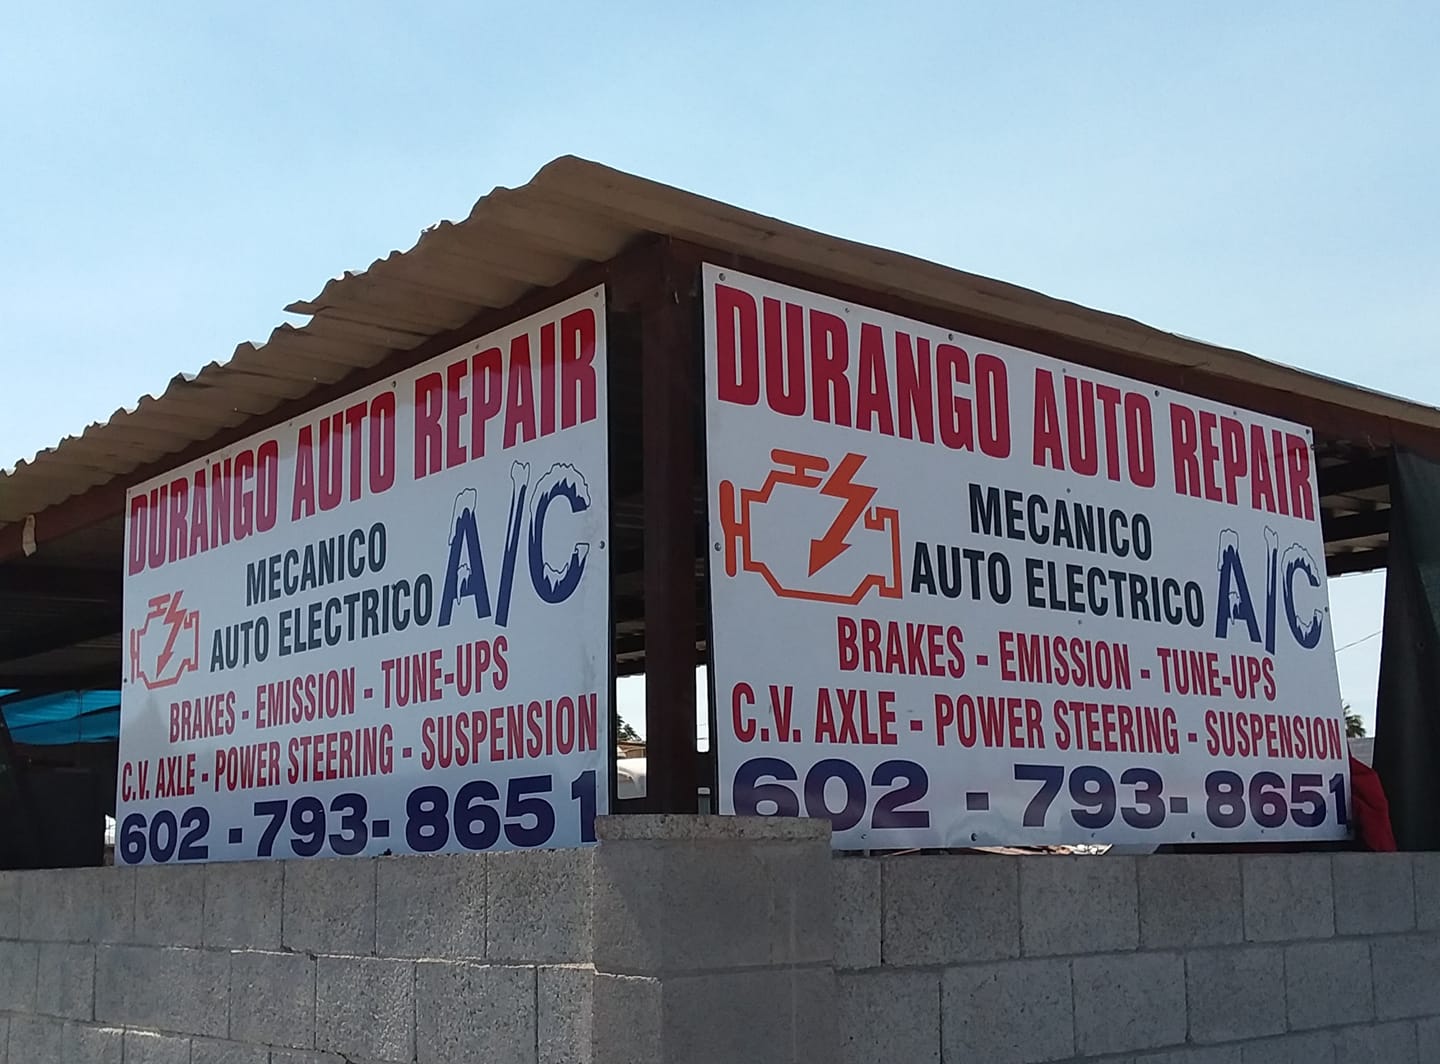 DURANGO AUTO REPAIR
MECANICO
AUTO ELECTRICO A/C
BRAKES - EMISSION - TUNE-UPS
C.V. AXLE - POWER STEERING - SUSPENSION
602 - 793- 8651
DURANGO AUTO REPAIR
MECANICO
AUTO ELECTRICO A/C
BRAKES - EMISSION - TUNE-UPS
C.V. AXLE - POWER STEERING - SUSPENSION
602 - 793- 8651